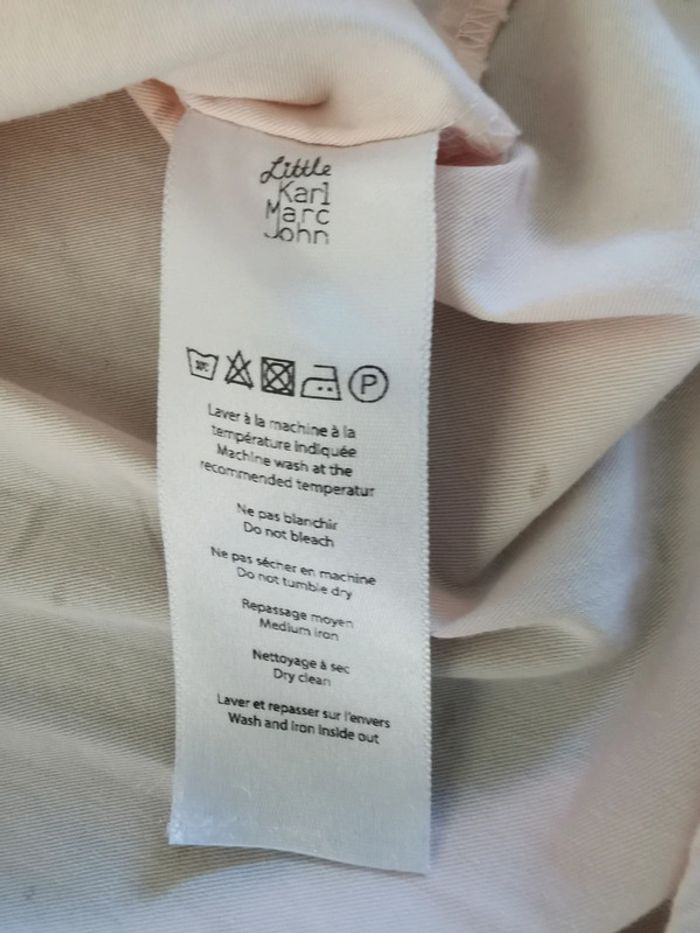 Little
Karl
Marc
John
P
Laver à la machine à la
température indiquée
Machine wash at the
recommended temperatur
Ne pas blanchir
Do not bleach
Ne pas sécher en machine
Do not tumble dry
Repassage moyen
Medium iron
Nettoyage à sec
Dry clean
Laver et repasser sur l'envers
Wash and iron inside out